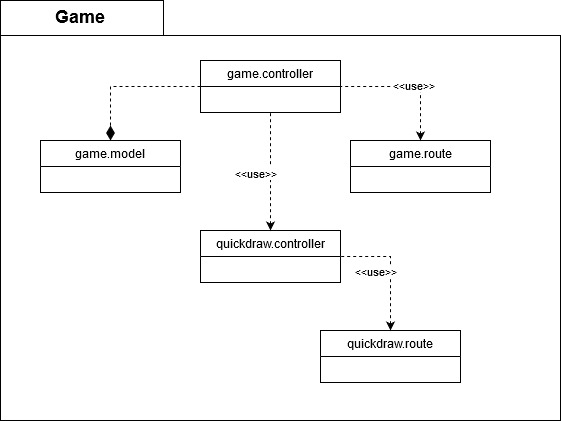 Game
game.controller
<<use>>
game.model
game.route
<<use>>
quickdraw.controller
<<use>>
quickdraw.route